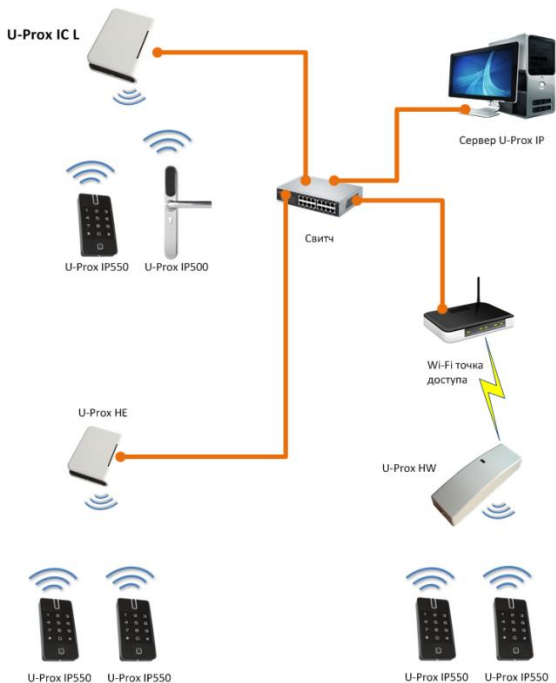 U-Prox IC L
Сервер U-Prox IP
U-Prox IP550
U-Prox IP500
Свитч
Wi-Fi точка
доступа
U-Prox HE
U-Prox HW
U-Prox IP550
U-Prox IP550
U-Prox IP550
U-Prox IP550